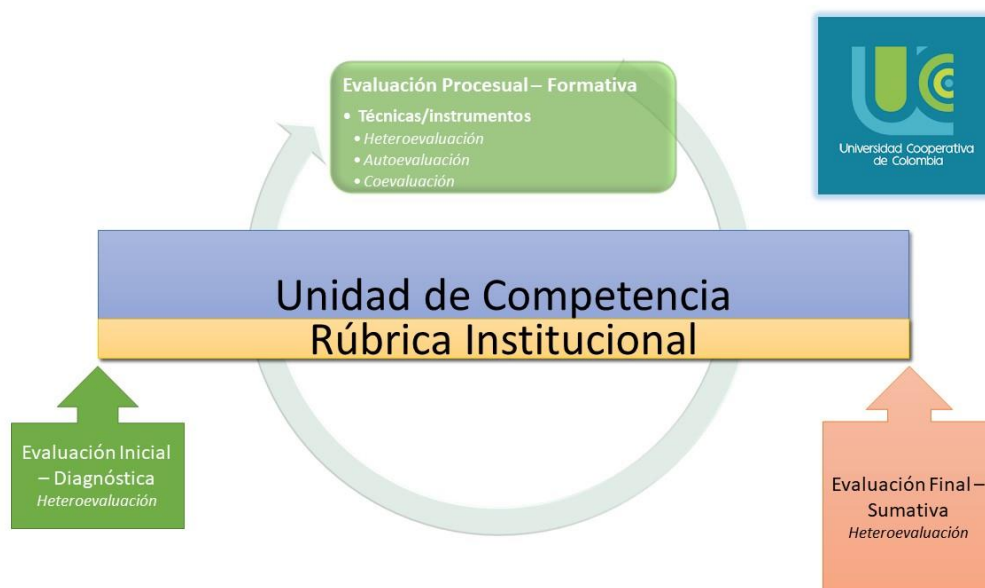 Evaluación Procesual – Formativa
• Técnicas/instrumentos
• Heteroevaluación
• Autoevaluación
• Coevaluación
UCC
Universidad Cooperativa
de Colombia
Unidad de Competencia
Rúbrica Institucional
Evaluación Inicial
– Diagnóstica
Heteroevaluación
Evaluación Final –
Sumativa
Heteroevaluación